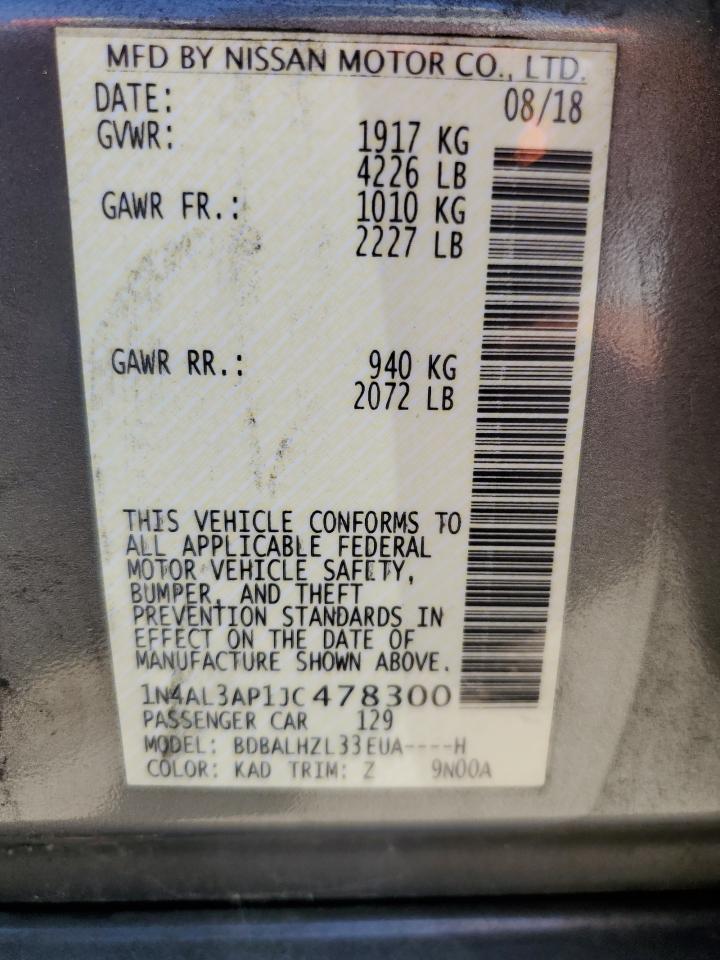 MFD BY NISSAN MOTOR CO., LTD.
DATE: 08/18
GVWR: 1917 KG
4226 LB
GAWR FR.: 1010 KG
2227 LB
GAWR RR.: 940 KG
2072 LB
THIS VEHICLE CONFORMS TO
ALL APPLICABLE FEDERAL
MOTOR VEHICLE SAFETY,
BUMPER, AND THEFT
PREVENTION STANDARDS IN
EFFECT ON THE DATE OF
MANUFACTURE SHOWN ABOVE.
1N4AL3AP1JC478300
PASSENGER CAR 129
MODEL: BDBALHZL33EUA----H
COLOR: KAD TRIM: Z 9N00A